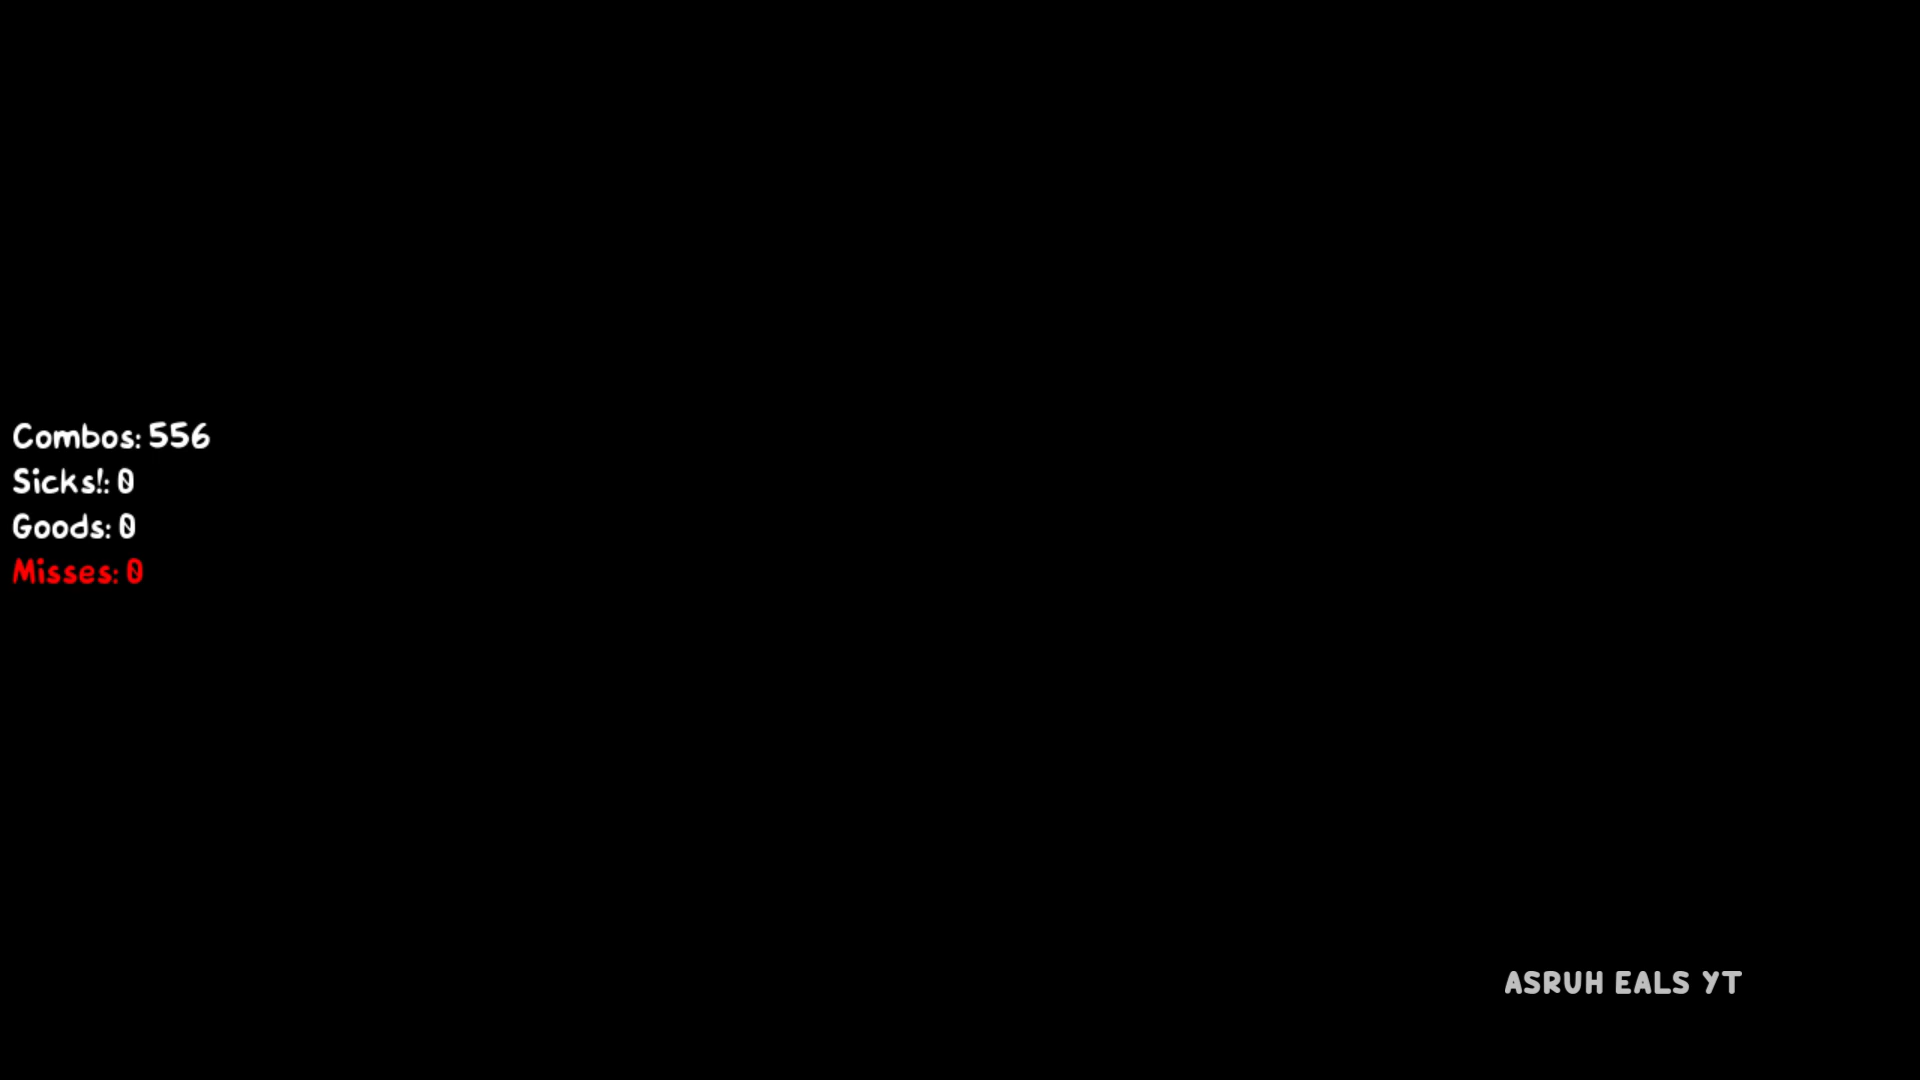 Combos: 556
Sicks!: 0
Goods: 0
Misses: 0
ASRUH EALS YT